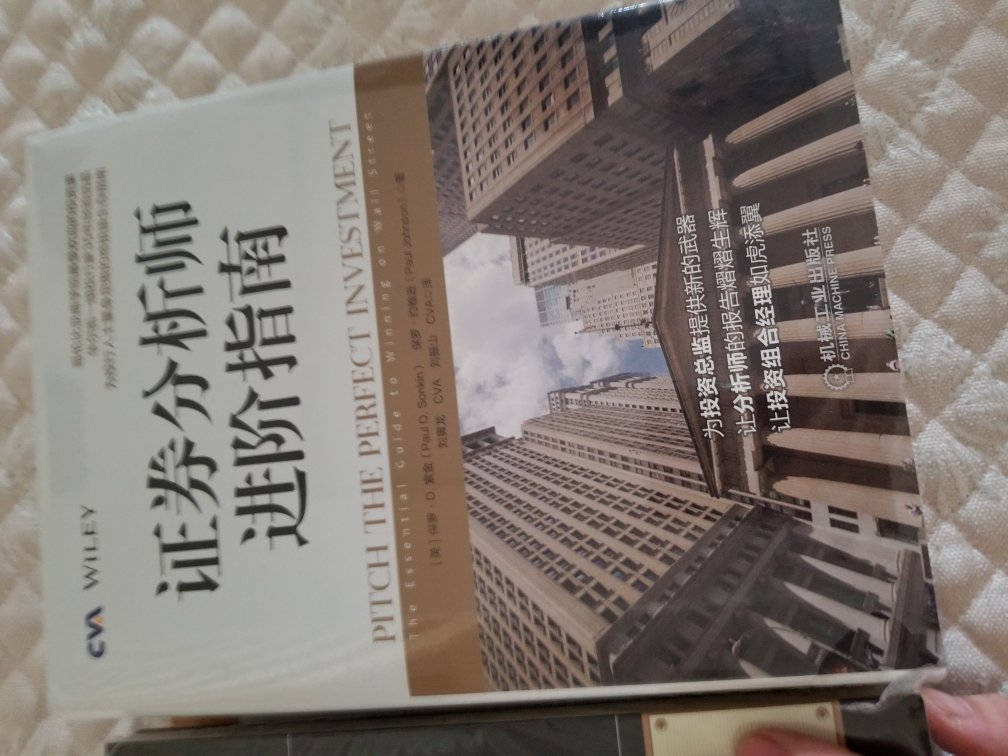 CVA WILEY
证券分析师
进阶指南
PITCH THE PERFECT INVESTMENT
The Essential Guide to Winning on Wall Street
[美] 保罗·D. 索金 (Paul D. Sonkin) 保罗·约翰逊 (Paul Johnson) ◎著
刘寅龙 CVA 刘振山 CVA◎译
为投资总监提供新的武器
让分析师的报告熠熠生辉
让投资组合经理如虎添翼
机械工业出版社
CHINA MACHINE PRESS